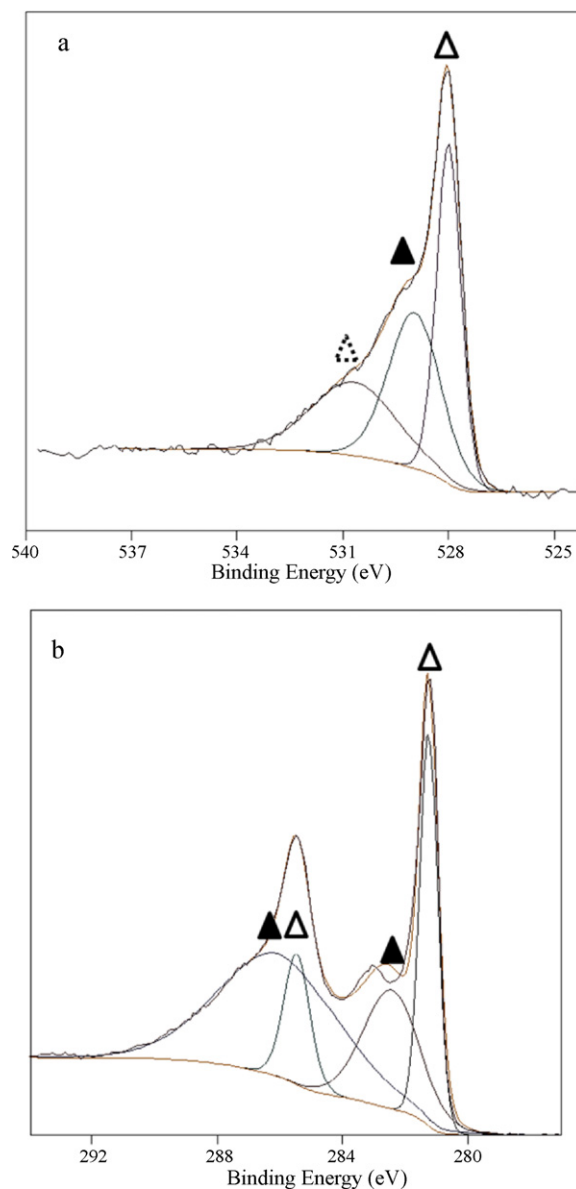 a
540 537 534 531 528 525
Binding Energy (eV)
b
292 288 284 280
Binding Energy (eV)